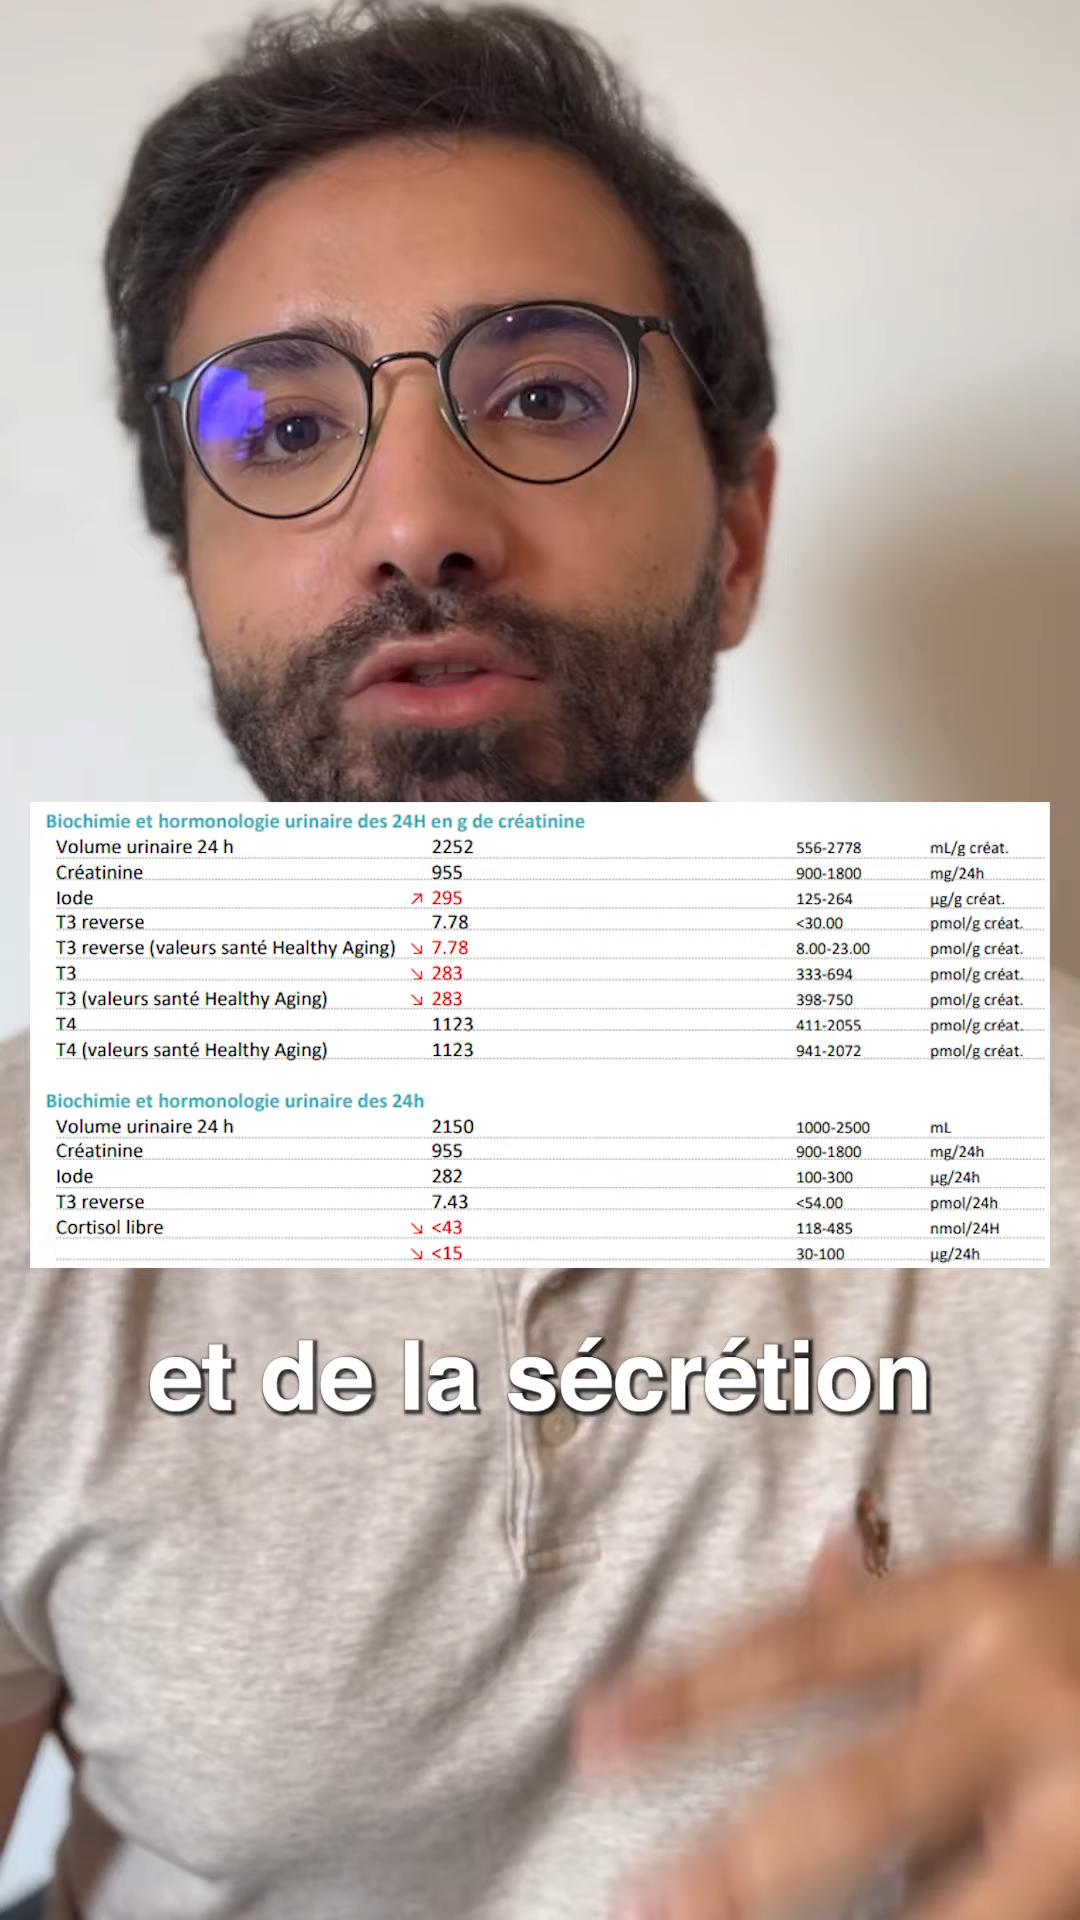 Biochimie et hormonologie urinaire des 24H en g de créatinine
Volume urinaire 24 h 2252 556-2778 mL/g créat.
Créatinine 955 900-1800 mg/24h
Iode ↗ 295 125-264 µg/g créat.
T3 reverse 7.78 <30.00 pmol/g créat.
T3 reverse (valeurs santé Healthy Aging) ↘ 7.78 8.00-23.00 pmol/g créat.
T3 ↘ 283 333-694 pmol/g créat.
T3 (valeurs santé Healthy Aging) ↘ 283 398-750 pmol/g créat.
T4 1123 411-2055 pmol/g créat.
T4 (valeurs santé Healthy Aging) 1123 941-2072 pmol/g créat.
Biochimie et hormonologie urinaire des 24h
Volume urinaire 24 h 2150 1000-2500 mL
Créatinine 955 900-1800 mg/24h
Iode 282 100-300 µg/24h
T3 reverse 7.43 <54.00 pmol/24h
Cortisol libre ↘ <43 118-485 nmol/24H
↘ <15 30-100 µg/24h
et de la sécrétion